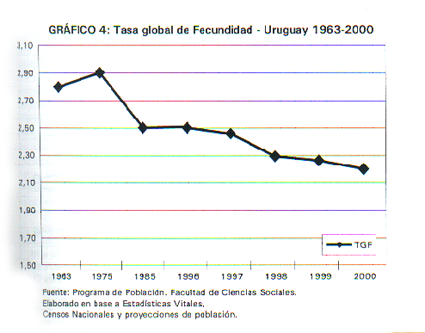 GRÁFICO 4: Tasa global de Fecundidad - Uruguay 1963-2000
3,10
2,90
2,70
2,50
2,30
2,10
1,90
1,70
1,50
TGF
1963 1975 1985 1996 1997 1998 1999 2000
Fuente: Programa de Población. Facultad de Ciencias Sociales.
Elaborado en base a Estadísticas Vitales,
Censos Nacionales y proyecciones de población.